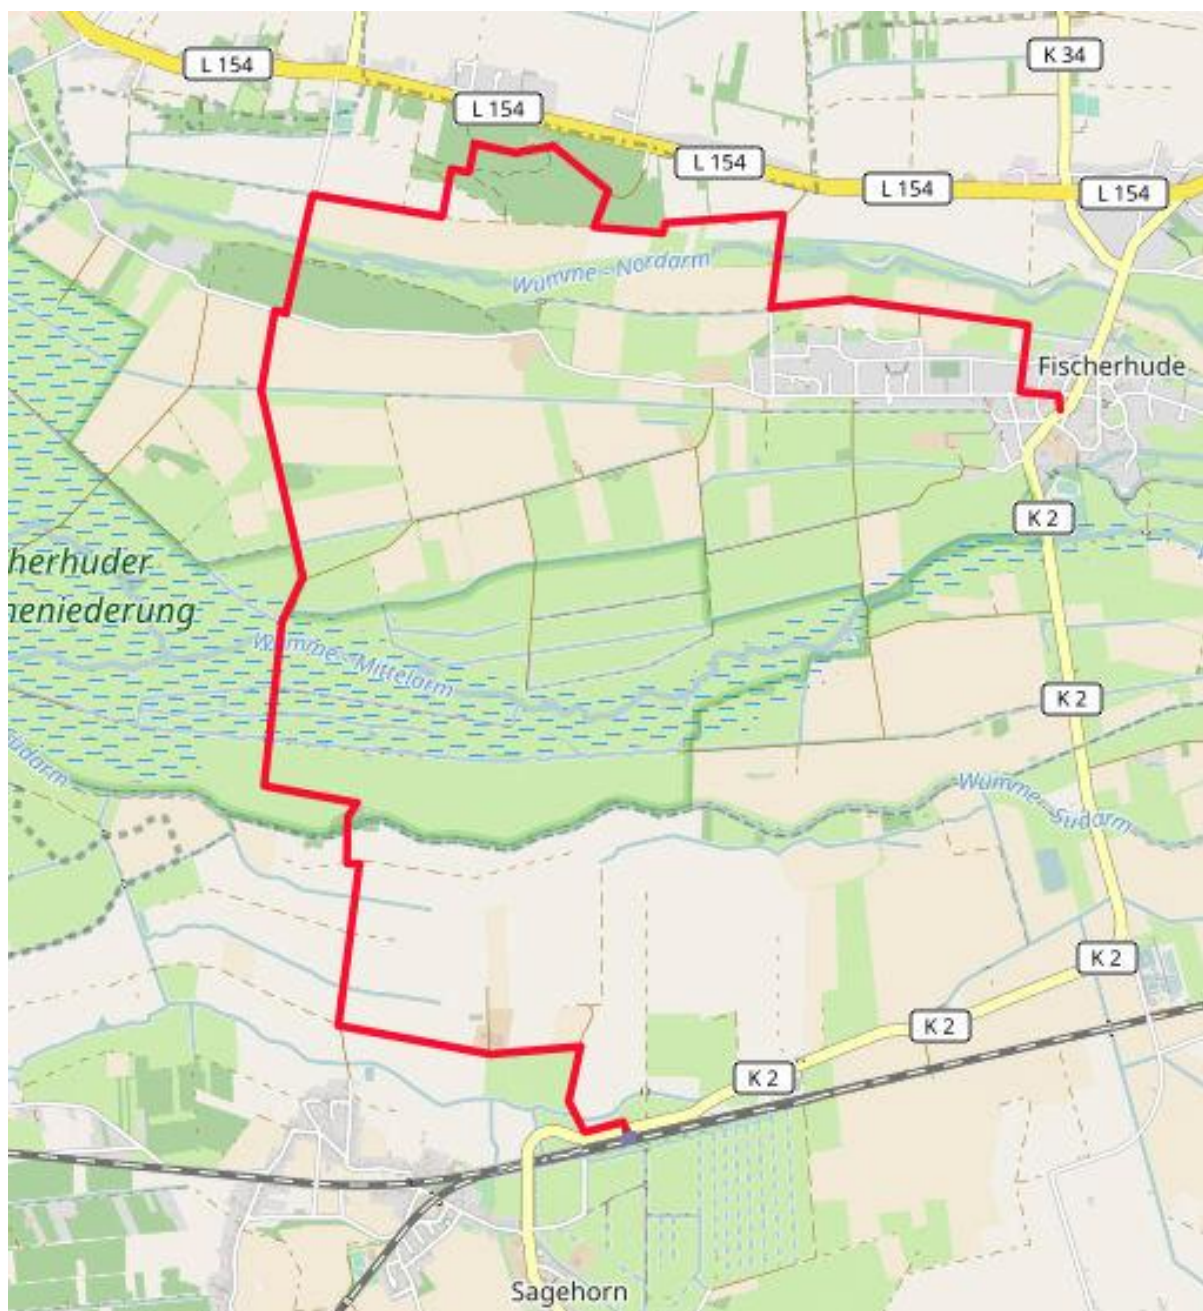 L 154
K 34
L 154
L 154
L 154
L 154
Wümme - Nordarm
Fischerhude
K 2
herhuder
neniederung
Wümme - Mittelarm
K 2
Südarm
Wümme - Südarm
K 2
K 2
K 2
Sagehorn